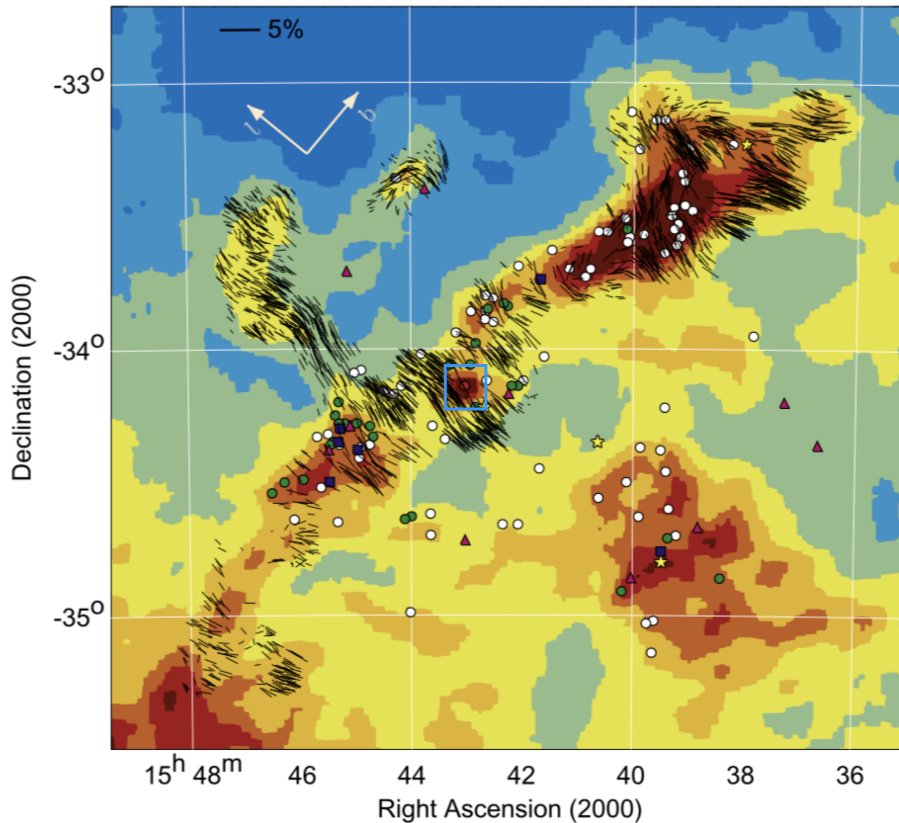 5%
-33°
l
b
-34°
-35°
Declination (2000)
15ʰ 48ᵐ 46 44 42 40 38 36
Right Ascension (2000)